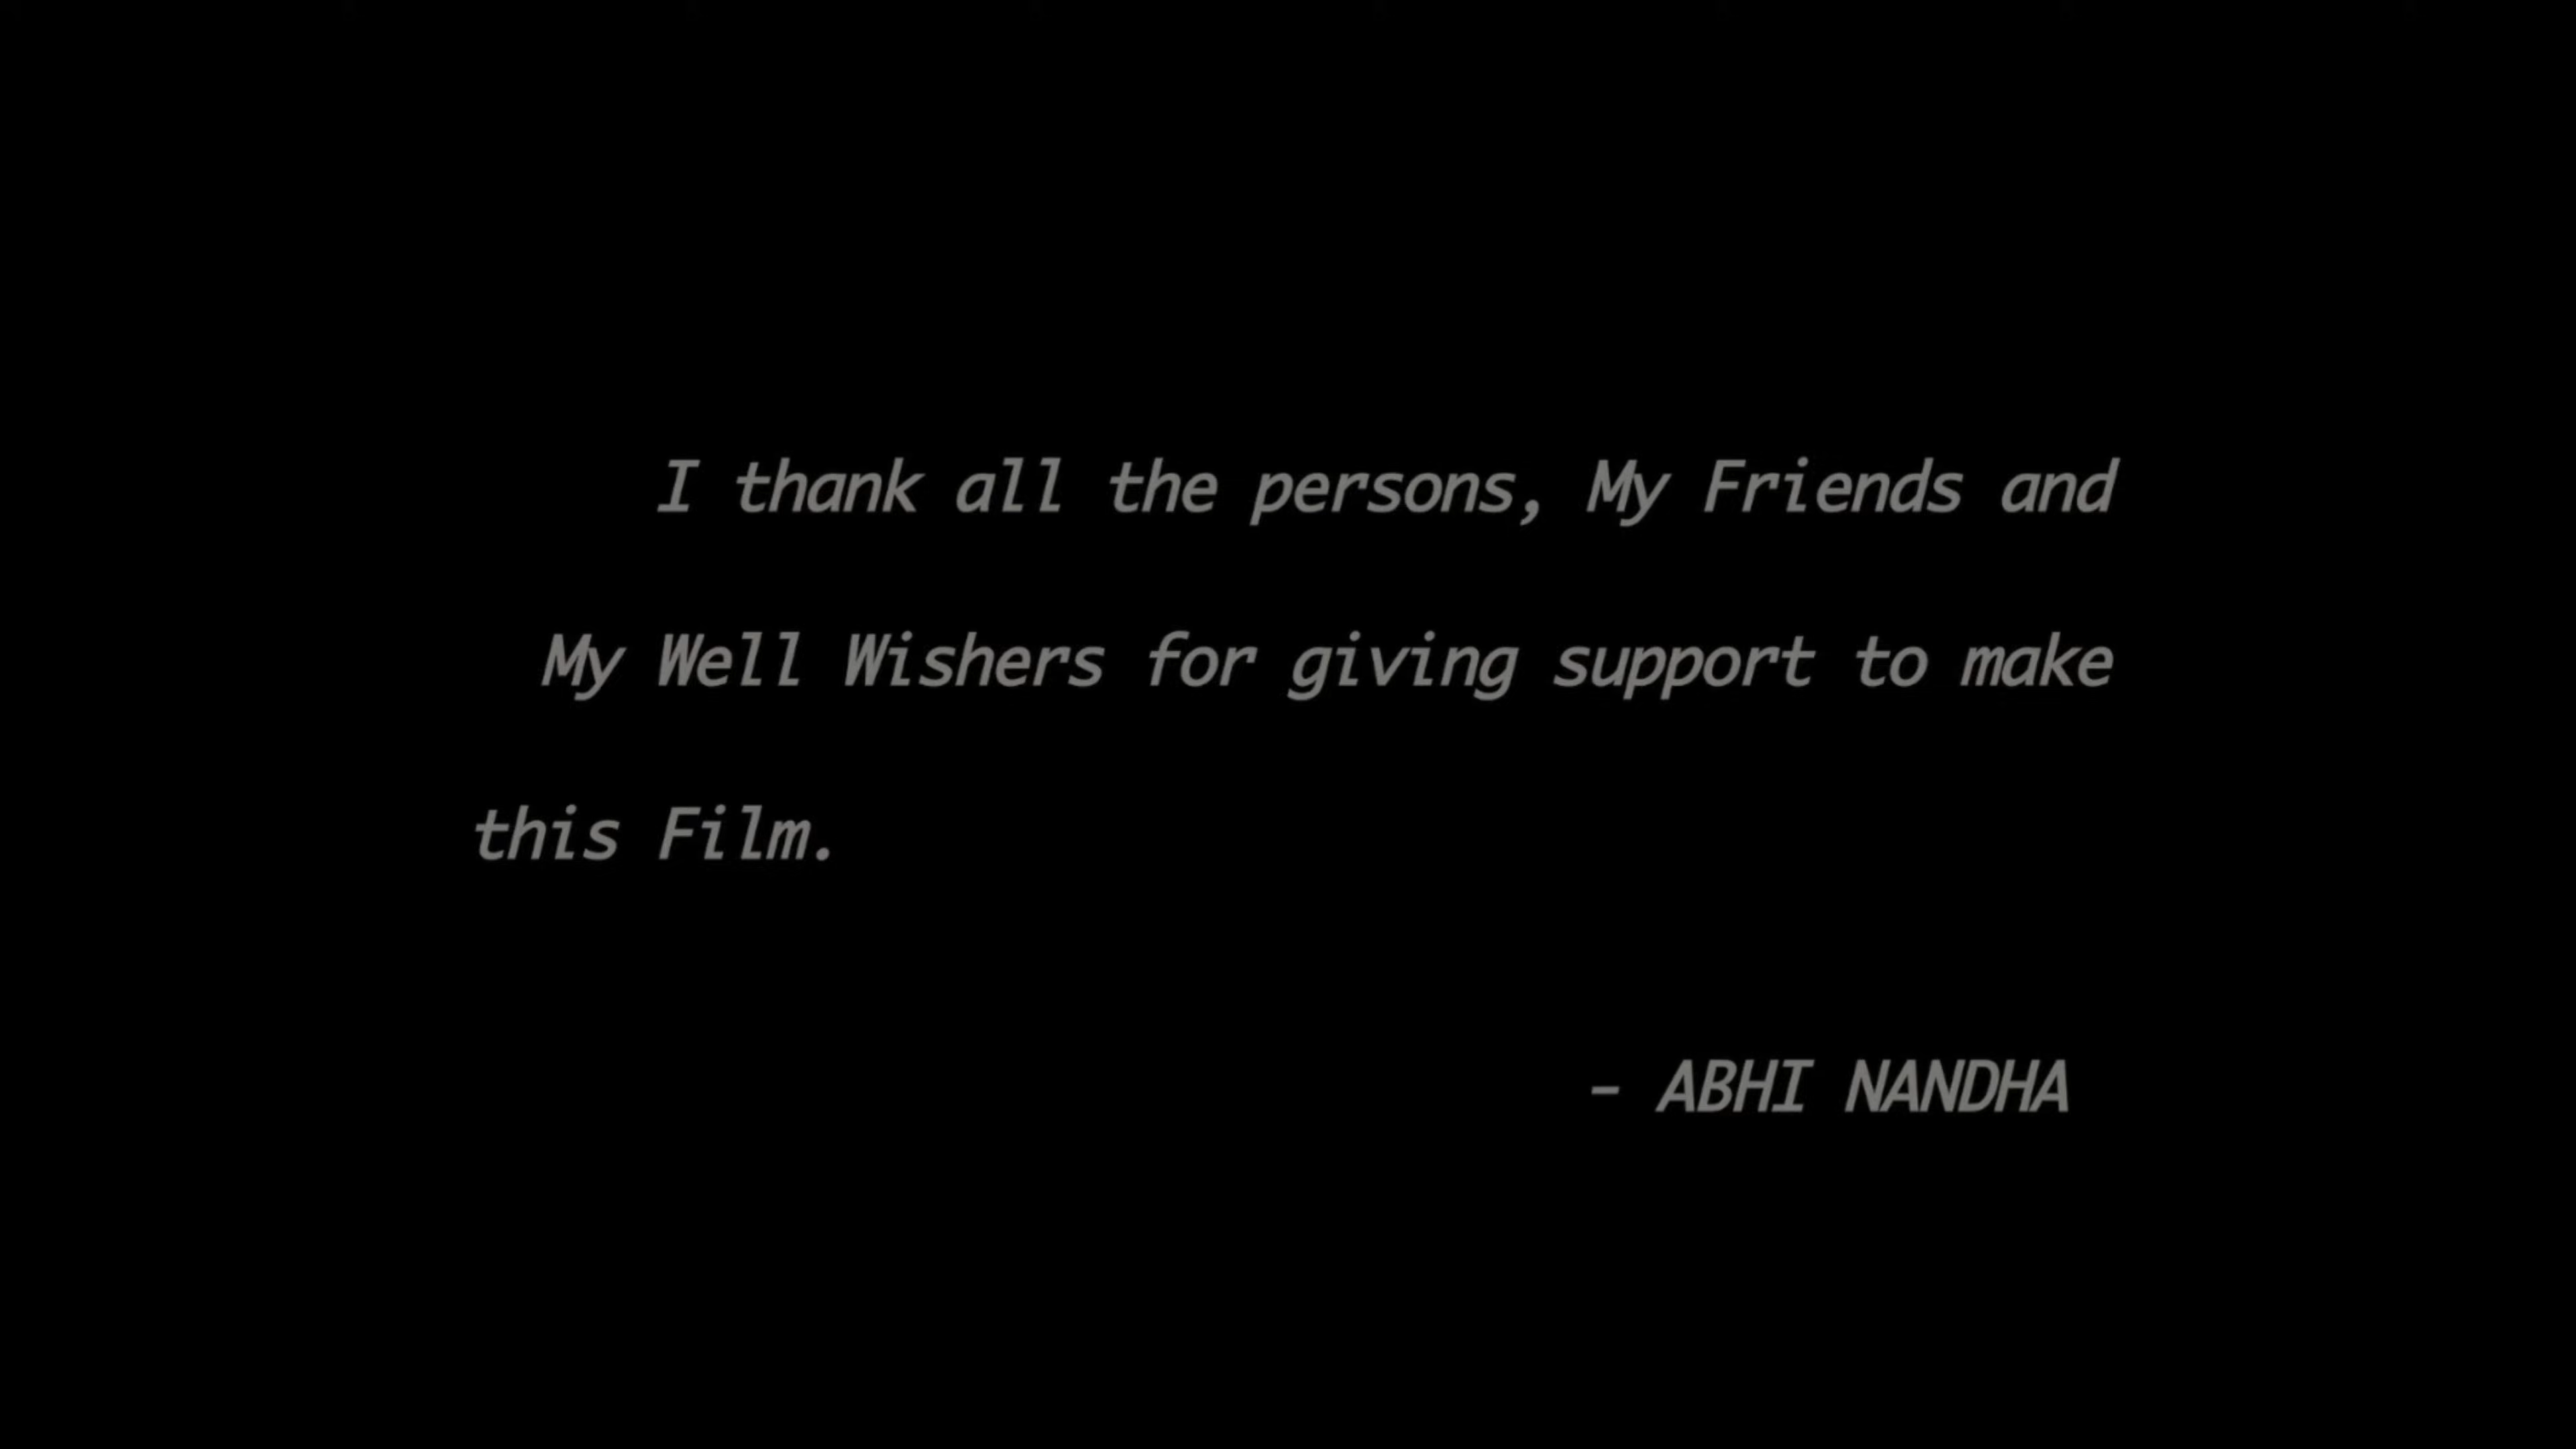 I thank all the persons, My Friends and
My Well Wishers for giving support to make
this Film.
- ABHI NANDHA